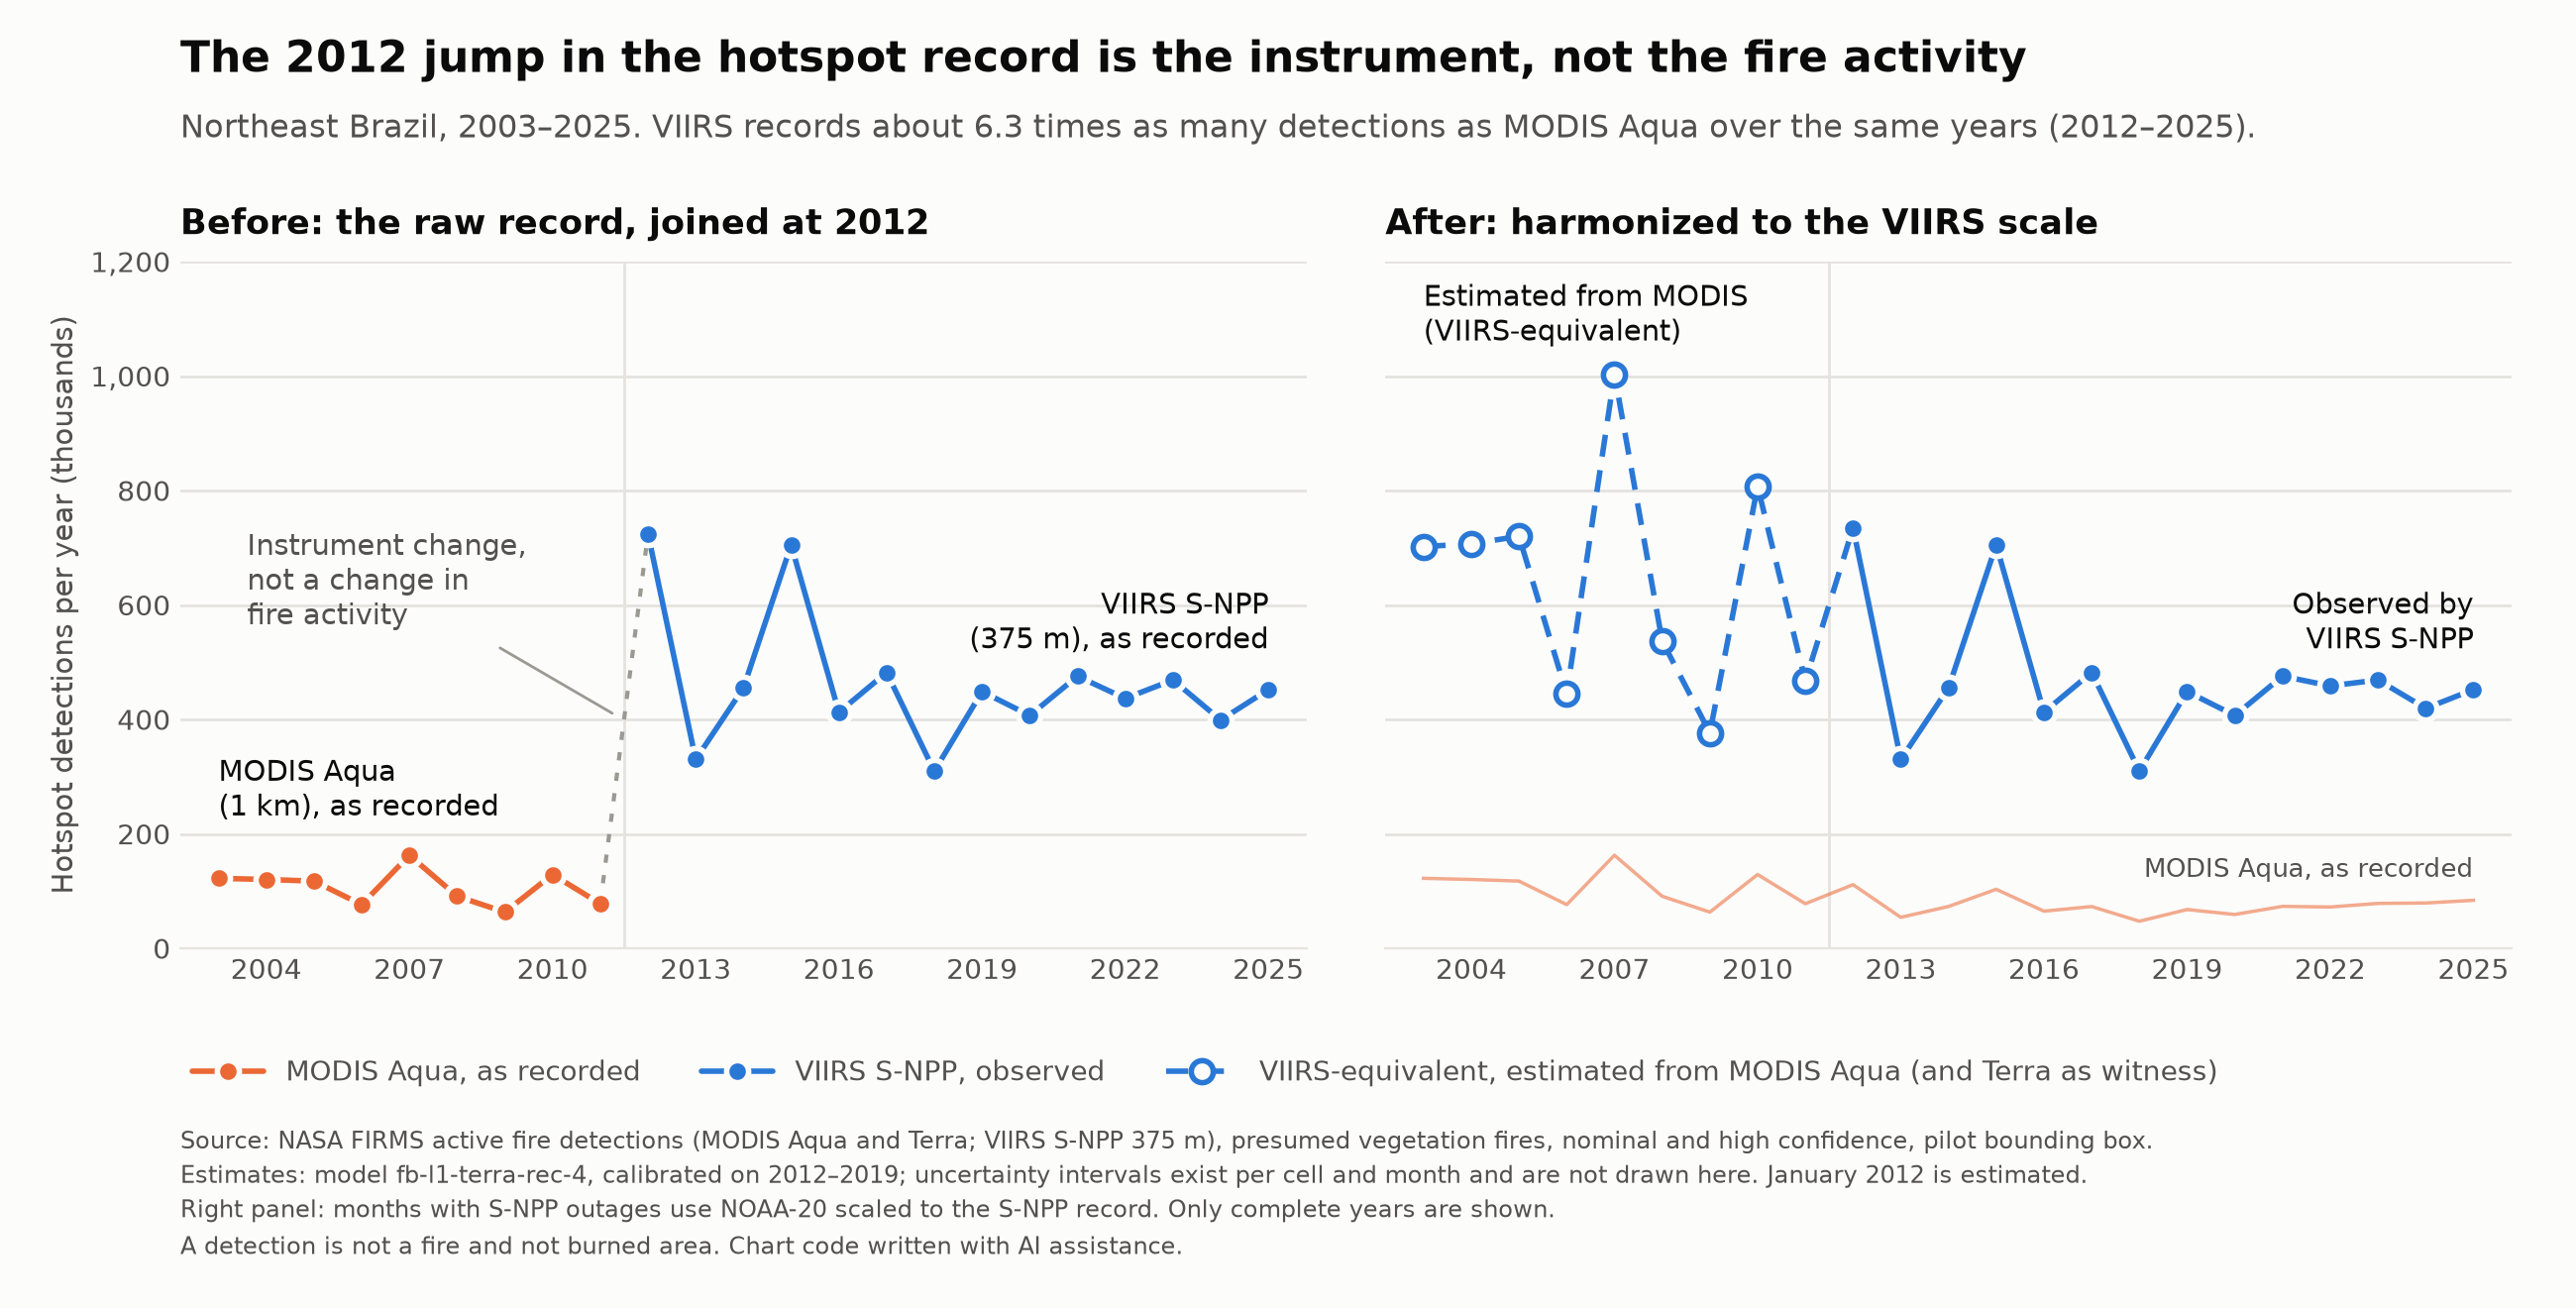 The 2012 jump in the hotspot record is the instrument, not the fire activity
Northeast Brazil, 2003–2025. VIIRS records about 6.3 times as many detections as MODIS Aqua over the same years (2012–2025).
Before: the raw record, joined at 2012
Hotspot detections per year (thousands)
1,200
1,000
800
600
400
200
0
Instrument change,
not a change in
fire activity
VIIRS S-NPP
(375 m), as recorded
MODIS Aqua
(1 km), as recorded
2004 2007 2010 2013 2016 2019 2022 2025
After: harmonized to the VIIRS scale
Estimated from MODIS
(VIIRS-equivalent)
Observed by
VIIRS S-NPP
MODIS Aqua, as recorded
2004 2007 2010 2013 2016 2019 2022 2025
MODIS Aqua, as recorded
VIIRS S-NPP, observed
VIIRS-equivalent, estimated from MODIS Aqua (and Terra as witness)
Source: NASA FIRMS active fire detections (MODIS Aqua and Terra; VIIRS S-NPP 375 m), presumed vegetation fires, nominal and high confidence, pilot bounding box.
Estimates: model fb-l1-terra-rec-4, calibrated on 2012–2019; uncertainty intervals exist per cell and month and are not drawn here. January 2012 is estimated.
Right panel: months with S-NPP outages use NOAA-20 scaled to the S-NPP record. Only complete years are shown.
A detection is not a fire and not burned area. Chart code written with AI assistance.